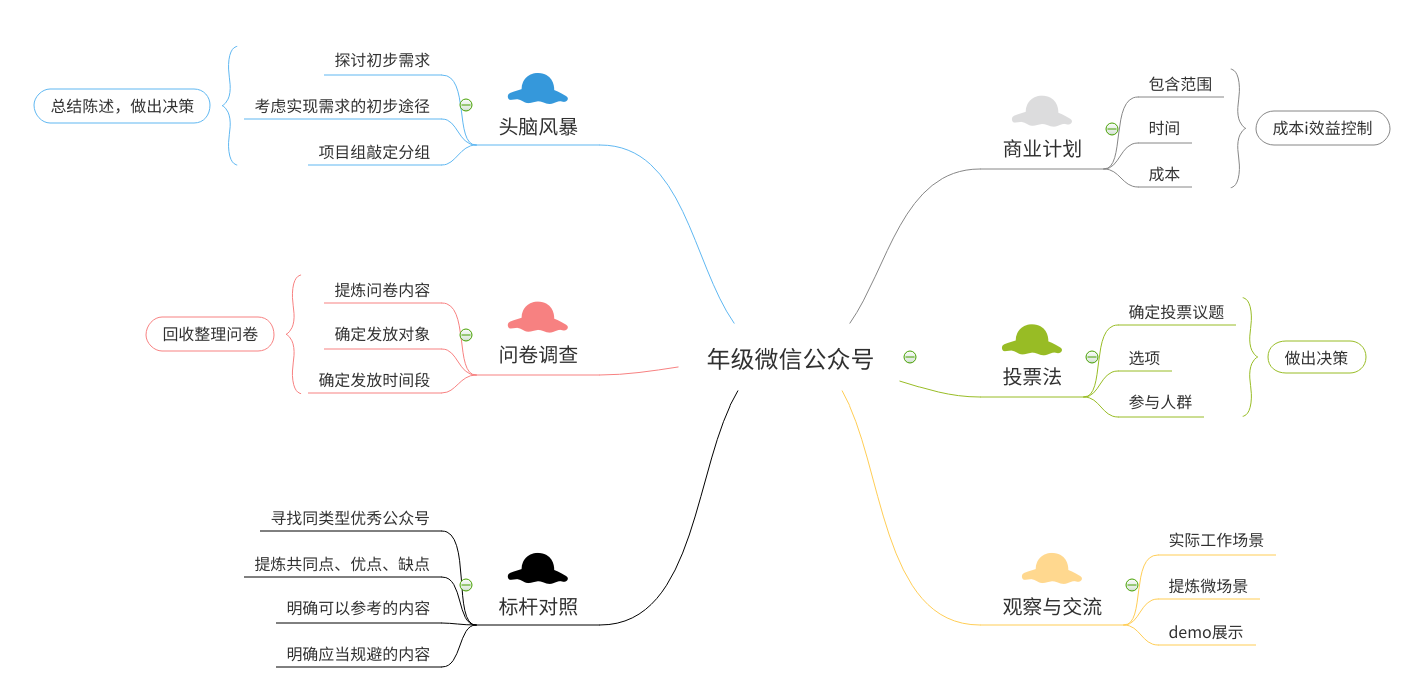 年级微信公众号
头脑风暴
探讨初步需求
考虑实现需求的初步途径
项目组敲定分组
总结陈述，做出决策
问卷调查
提炼问卷内容
确定发放对象
确定发放时间段
回收整理问卷
标杆对照
寻找同类型优秀公众号
提炼共同点、优点、缺点
明确可以参考的内容
明确应当规避的内容
商业计划
包含范围
时间
成本
成本i效益控制
投票法
确定投票议题
选项
参与人群
做出决策
观察与交流
实际工作场景
提炼微场景
demo展示